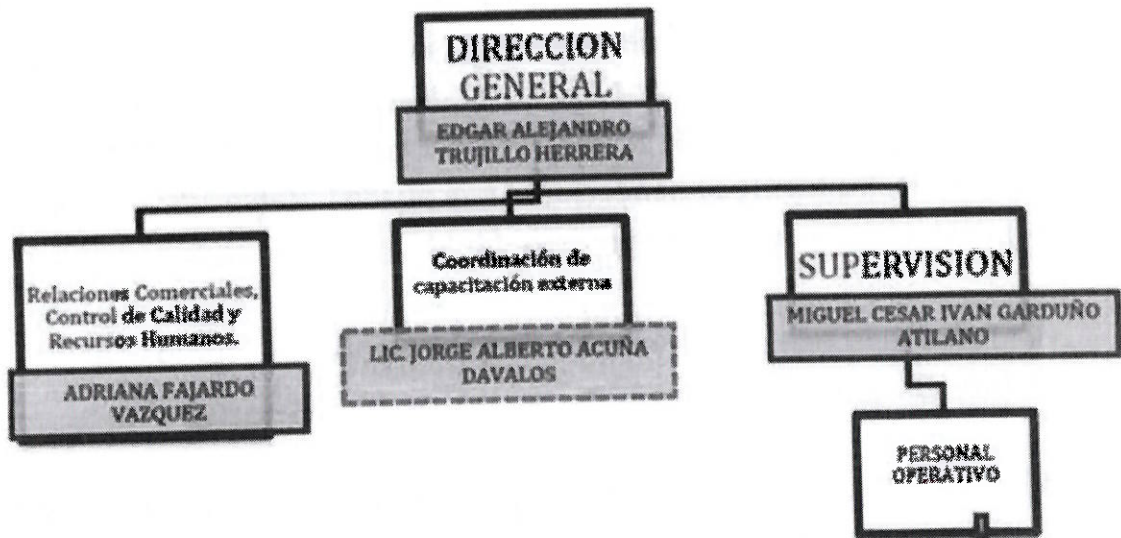 DIRECCION
GENERAL
EDGAR ALEJANDRO
TRUJILLO HERRERA
Relaciones Comerciales,
Control de Calidad y
Recursos Humanos.
ADRIANA FAJARDO
VAZQUEZ
Coordinación de
capacitación externa
LIC. JORGE ALBERTO ACUÑA
DAVALOS
SUPERVISION
MIGUEL CESAR IVAN GARDUÑO
ATILANO
PERSONAL
OPERATIVO